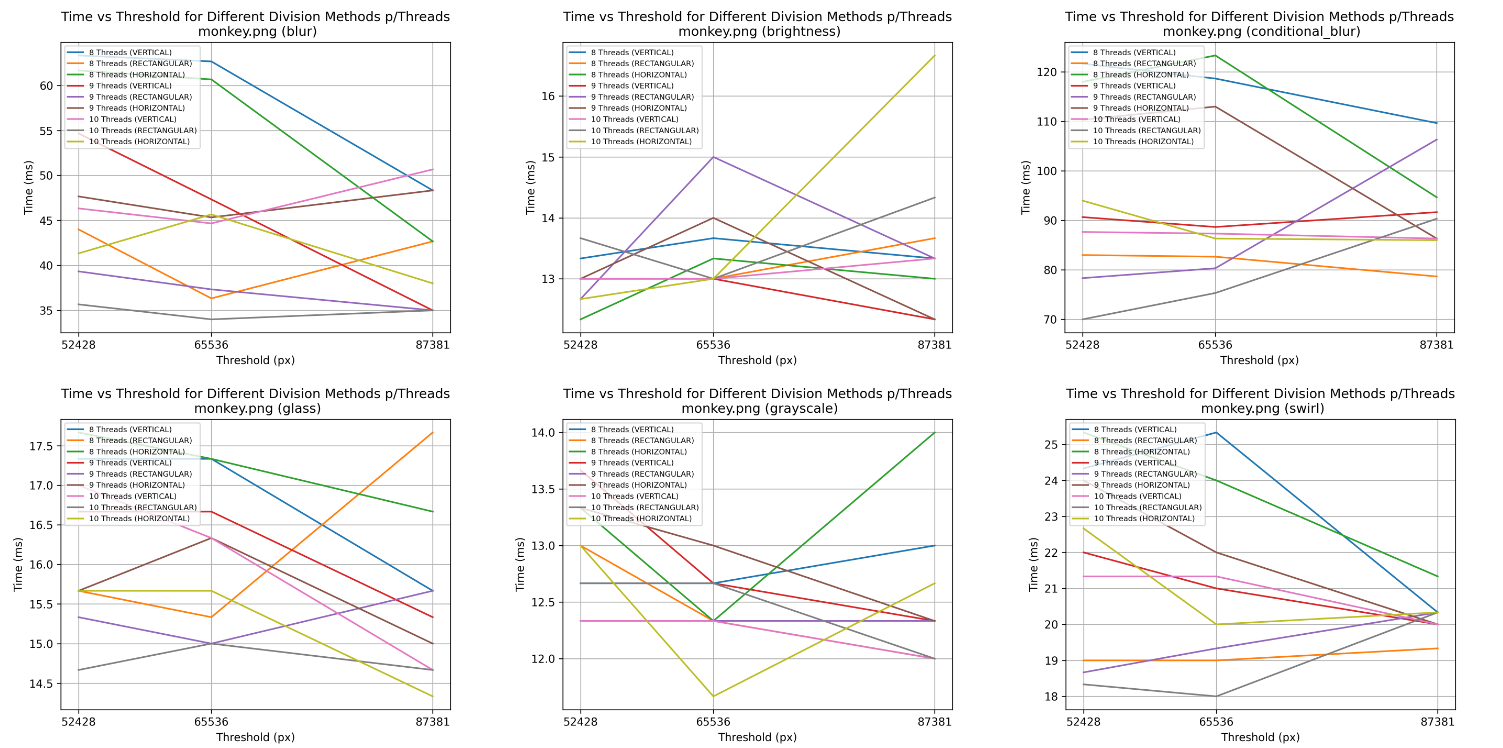 Time vs Threshold for Different Division Methods p/Threads
monkey.png (blur)
8 Threads (VERTICAL)
8 Threads (RECTANGULAR)
8 Threads (HORIZONTAL)
9 Threads (VERTICAL)
9 Threads (RECTANGULAR)
9 Threads (HORIZONTAL)
10 Threads (VERTICAL)
10 Threads (RECTANGULAR)
10 Threads (HORIZONTAL)
Time (ms)
60
55
50
45
40
35
52428
65536
87381
Threshold (px)
Time vs Threshold for Different Division Methods p/Threads
monkey.png (brightness)
8 Threads (VERTICAL)
8 Threads (RECTANGULAR)
8 Threads (HORIZONTAL)
9 Threads (VERTICAL)
9 Threads (RECTANGULAR)
9 Threads (HORIZONTAL)
10 Threads (VERTICAL)
10 Threads (RECTANGULAR)
10 Threads (HORIZONTAL)
Time (ms)
16
15
14
13
52428
65536
87381
Threshold (px)
Time vs Threshold for Different Division Methods p/Threads
monkey.png (conditional_blur)
8 Threads (VERTICAL)
8 Threads (RECTANGULAR)
8 Threads (HORIZONTAL)
9 Threads (VERTICAL)
9 Threads (RECTANGULAR)
9 Threads (HORIZONTAL)
10 Threads (VERTICAL)
10 Threads (RECTANGULAR)
10 Threads (HORIZONTAL)
Time (ms)
120
110
100
90
80
70
52428
65536
87381
Threshold (px)
Time vs Threshold for Different Division Methods p/Threads
monkey.png (glass)
8 Threads (VERTICAL)
8 Threads (RECTANGULAR)
8 Threads (HORIZONTAL)
9 Threads (VERTICAL)
9 Threads (RECTANGULAR)
9 Threads (HORIZONTAL)
10 Threads (VERTICAL)
10 Threads (RECTANGULAR)
10 Threads (HORIZONTAL)
Time (ms)
17.5
17.0
16.5
16.0
15.5
15.0
14.5
52428
65536
87381
Threshold (px)
Time vs Threshold for Different Division Methods p/Threads
monkey.png (grayscale)
8 Threads (VERTICAL)
8 Threads (RECTANGULAR)
8 Threads (HORIZONTAL)
9 Threads (VERTICAL)
9 Threads (RECTANGULAR)
9 Threads (HORIZONTAL)
10 Threads (VERTICAL)
10 Threads (RECTANGULAR)
10 Threads (HORIZONTAL)
Time (ms)
14.0
13.5
13.0
12.5
12.0
52428
65536
87381
Threshold (px)
Time vs Threshold for Different Division Methods p/Threads
monkey.png (swirl)
8 Threads (VERTICAL)
8 Threads (RECTANGULAR)
8 Threads (HORIZONTAL)
9 Threads (VERTICAL)
9 Threads (RECTANGULAR)
9 Threads (HORIZONTAL)
10 Threads (VERTICAL)
10 Threads (RECTANGULAR)
10 Threads (HORIZONTAL)
Time (ms)
25
24
23
22
21
20
19
18
52428
65536
87381
Threshold (px)